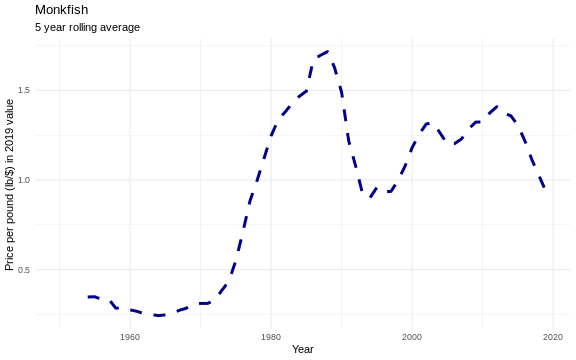 Monkfish
5 year rolling average
Price per pound (lb/$) in 2019 value
1.5
1.0
0.5
1960
1980
2000
2020
Year